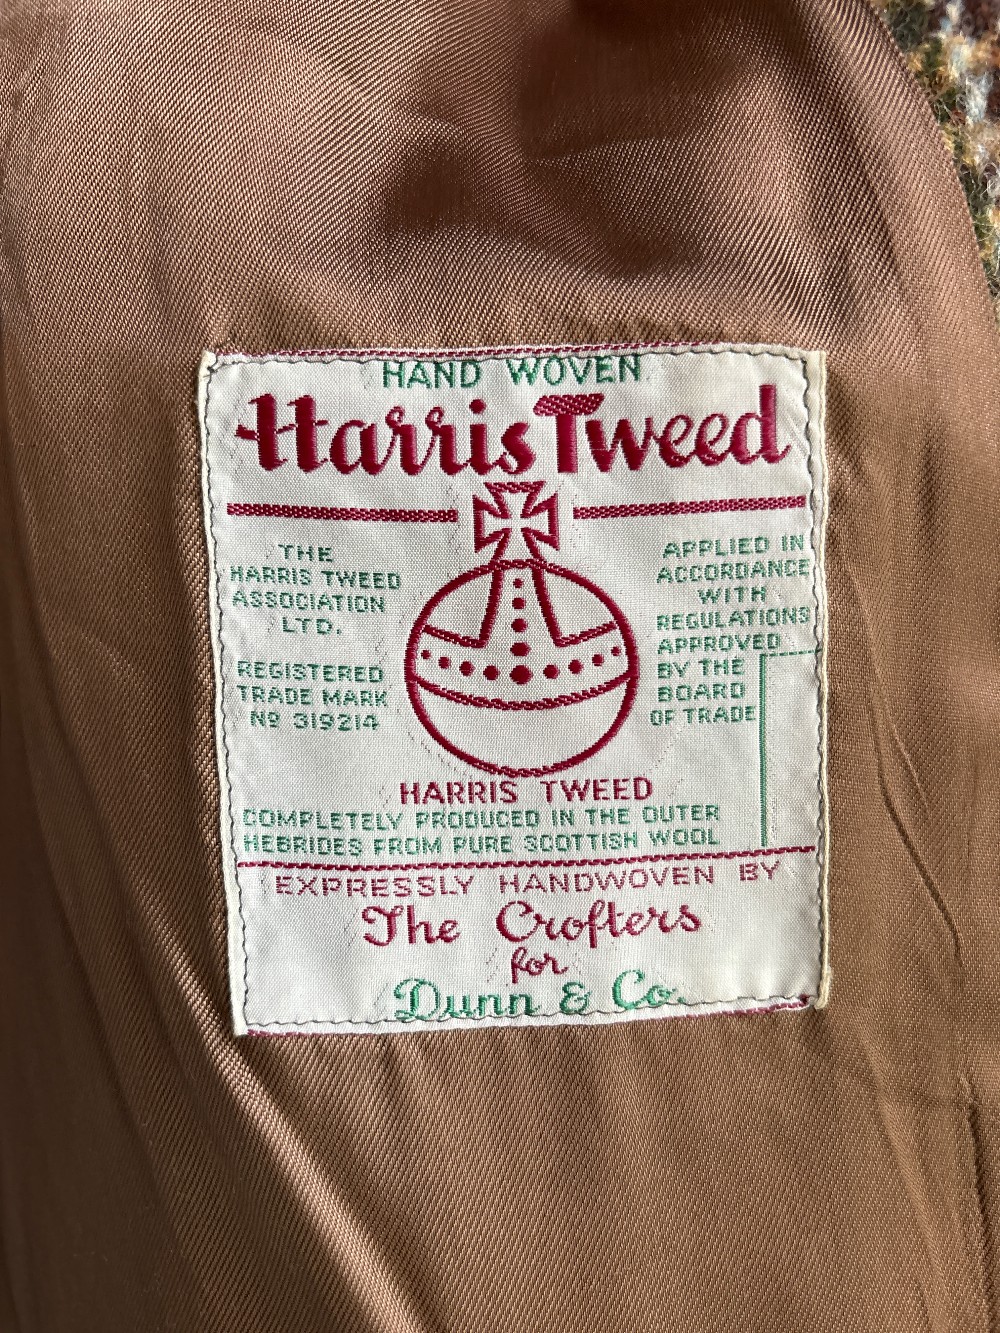 HAND WOVEN
Harris Tweed
THE
HARRIS TWEED
ASSOCIATION
LTD.
REGISTERED
TRADE MARK
Nº 319214
APPLIED IN
ACCORDANCE
WITH
REGULATIONS
APPROVED
BY THE
BOARD
OF TRADE
HARRIS TWEED
COMPLETELY PRODUCED IN THE OUTER
HEBRIDES FROM PURE SCOTTISH WOOL
EXPRESSLY HANDWOVEN BY
The Crofters
for
Dunn & Co.